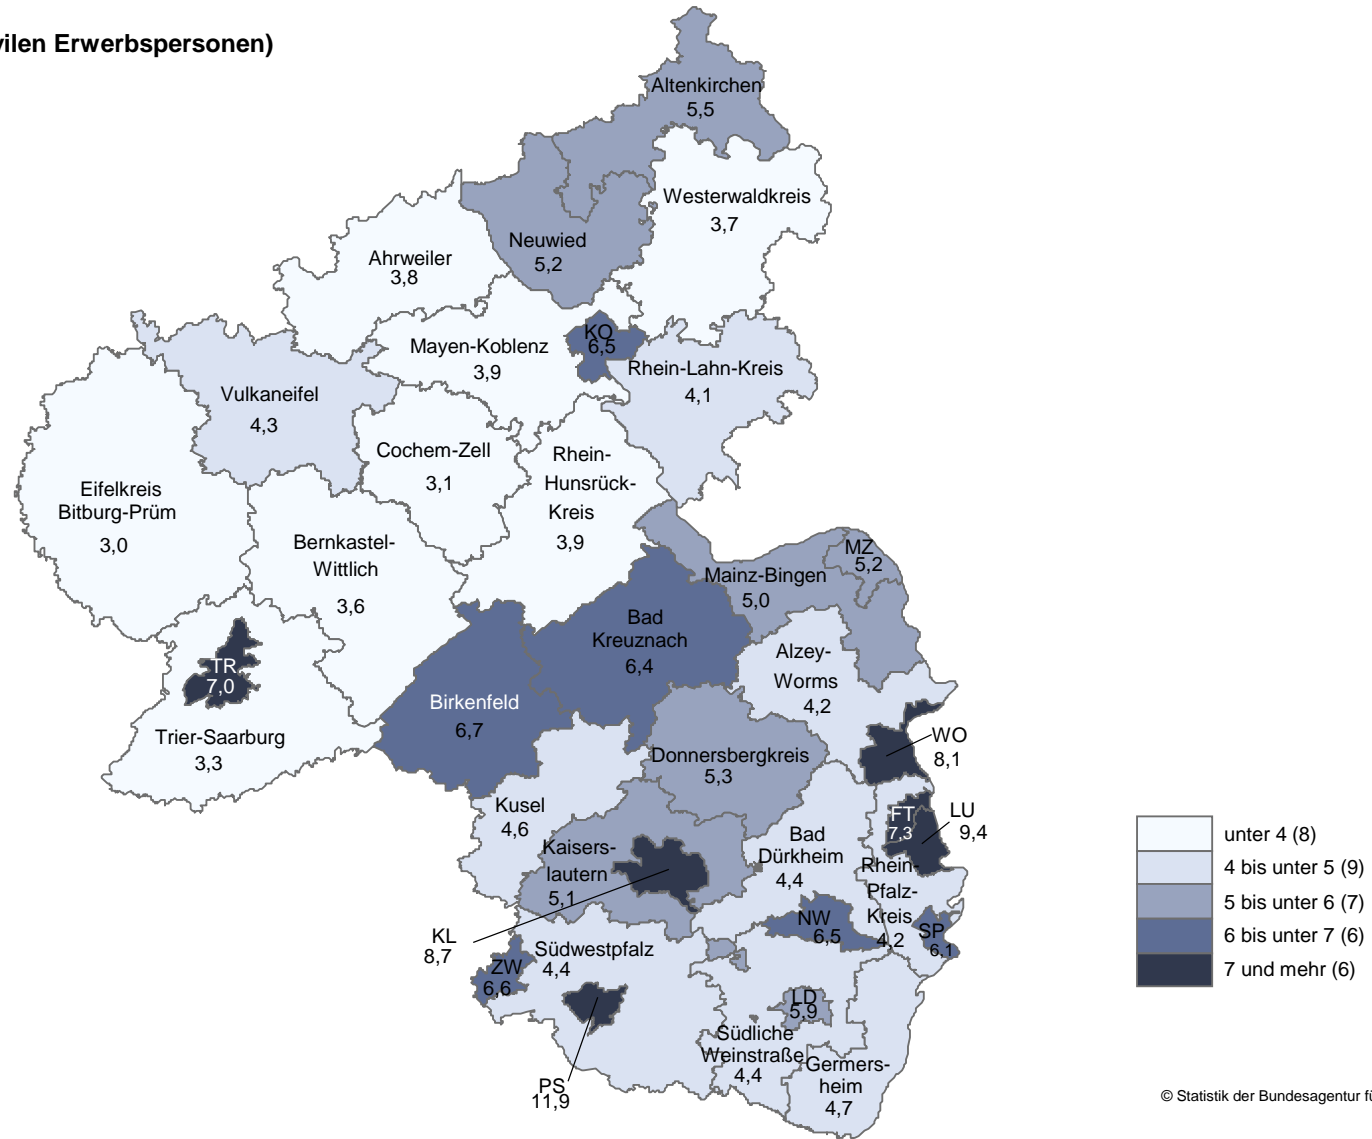 vilen Erwerbspersonen)
Altenkirchen
5,5
Westerwaldkreis
3,7
Neuwied
5,2
Ahrweiler
3,8
KO
6,5
Mayen-Koblenz
3,9
Rhein-Lahn-Kreis
4,1
Vulkaneifel
4,3
Cochem-Zell
3,1
Rhein-
Hunsrück-
Kreis
3,9
Eifelkreis
Bitburg-Prüm
3,0
Bernkastel-
Wittlich
3,6
MZ
5,2
Mainz-Bingen
5,0
Bad
Kreuznach
6,4
Alzey-
Worms
4,2
TR
7,0
Birkenfeld
6,7
Trier-Saarburg
3,3
WO
8,1
Donnersbergkreis
5,3
Kusel
4,6
FT
7,3
LU
9,4
Bad
Dürkheim
4,4
Kaisers-
lautern
5,1
Rhein-
Pfalz-
Kreis
4,2
NW
6,5
SP
6,1
KL
8,7
Südwestpfalz
4,4
ZW
6,6
LD
5,9
Südliche
Weinstraße
4,4
Germers-
heim
4,7
PS
11,9
unter 4 (8)
4 bis unter 5 (9)
5 bis unter 6 (7)
6 bis unter 7 (6)
7 und mehr (6)
© Statistik der Bundesagentur fü